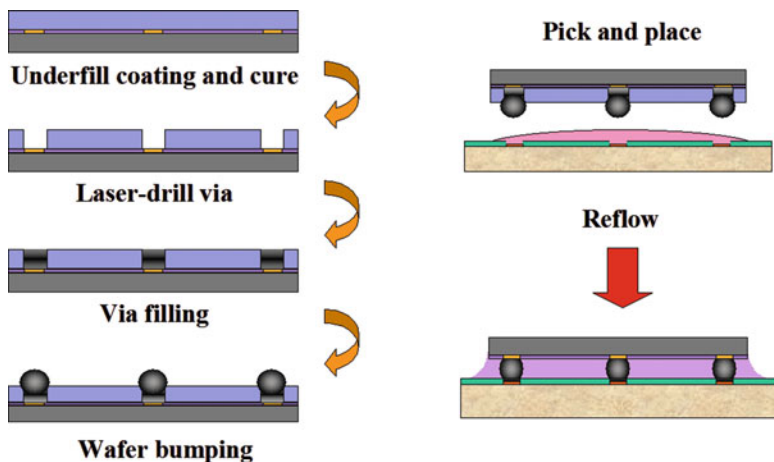 Underfill coating and cure
Laser-drill via
Via filling
Wafer bumping
Pick and place
Reflow